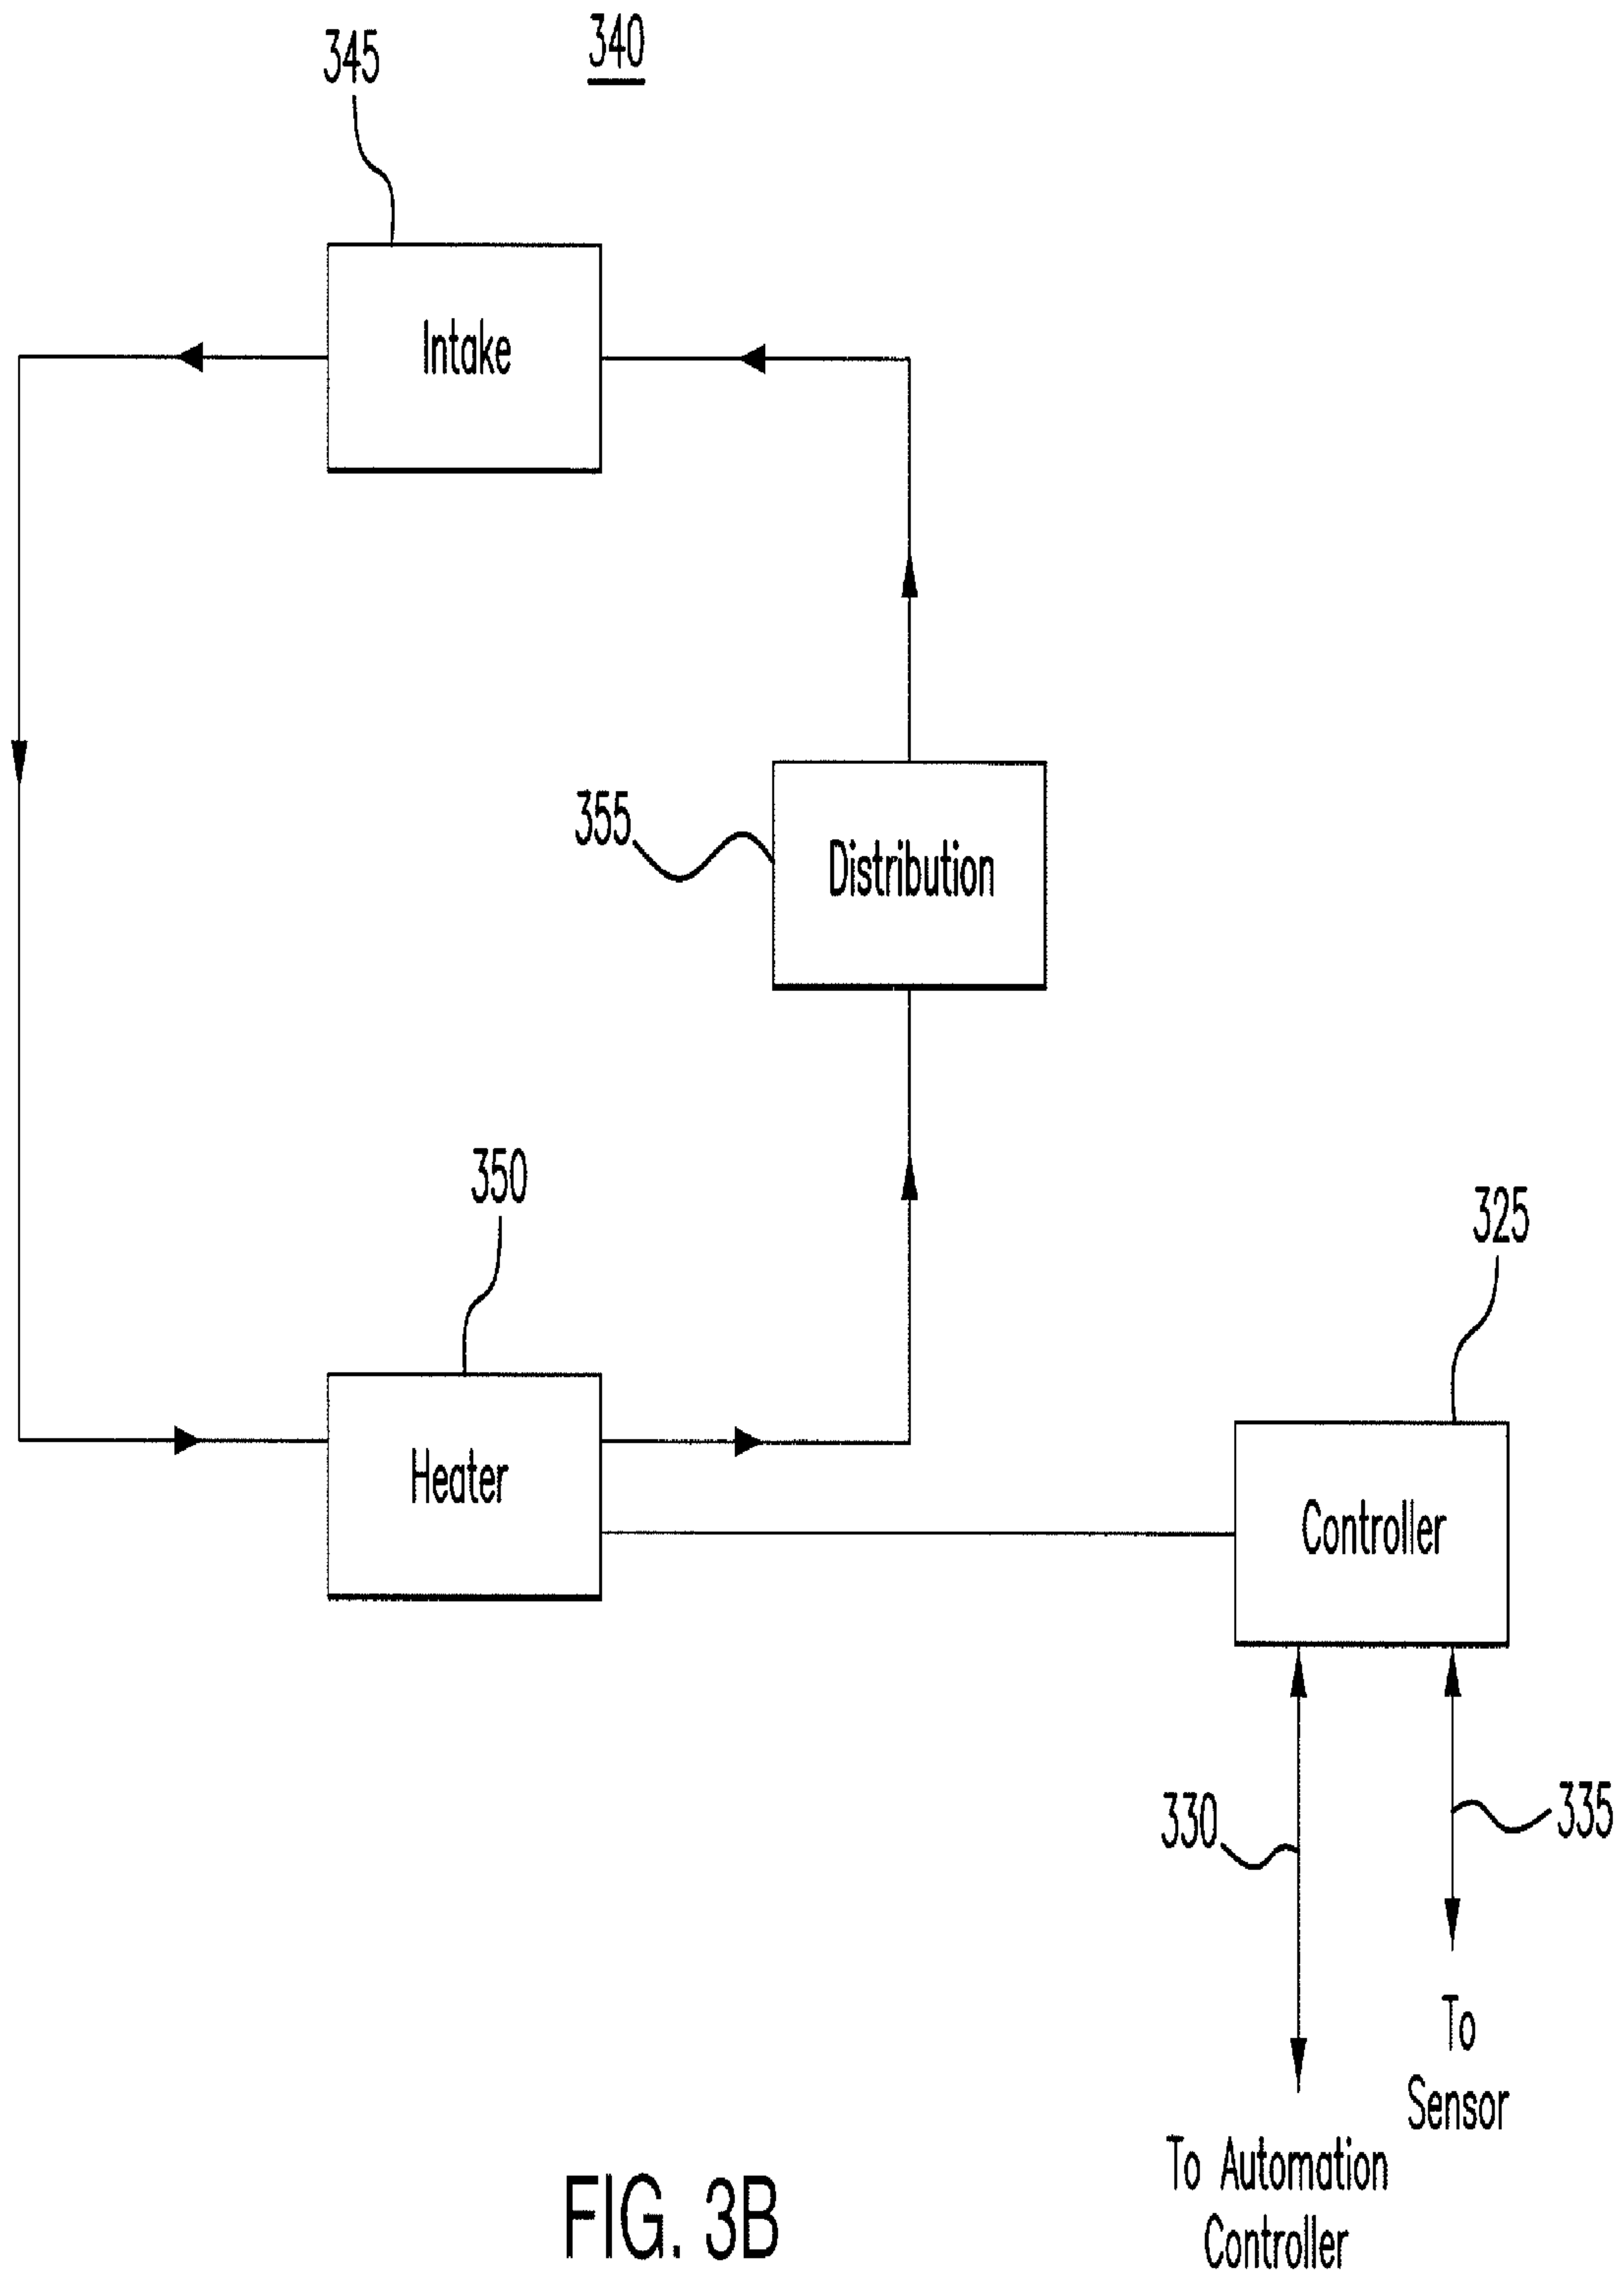 340
345
Intake
355
Distribution
350
325
Heater
Controller
330
335
To
Sensor
To Automation
Controller
FIG. 3B